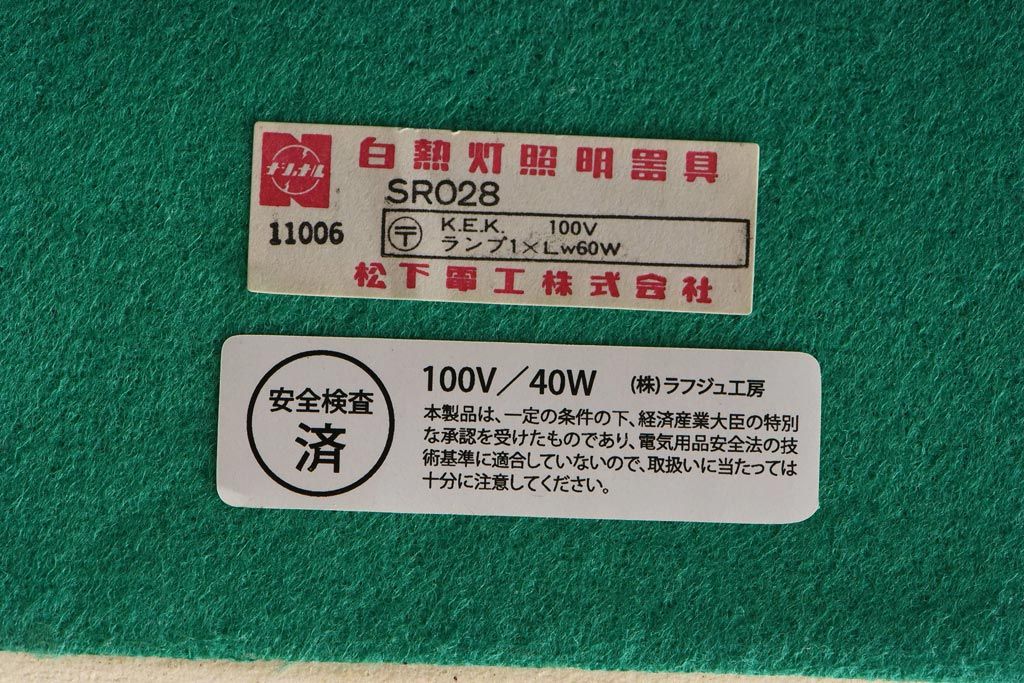 N
ナショナル
白熱灯照明器具
SR028
11006
〒 K.E.K. 100V
ランプ1×Lw60W
松下電工株式会社
安全検査
済
100V/40W (株)ラフジュ工房
本製品は、一定の条件の下、経済産業大臣の特別
な承認を受けたものであり、電気用品安全法の技
術基準に適合していないので、取扱いに当たっては
十分に注意してください。